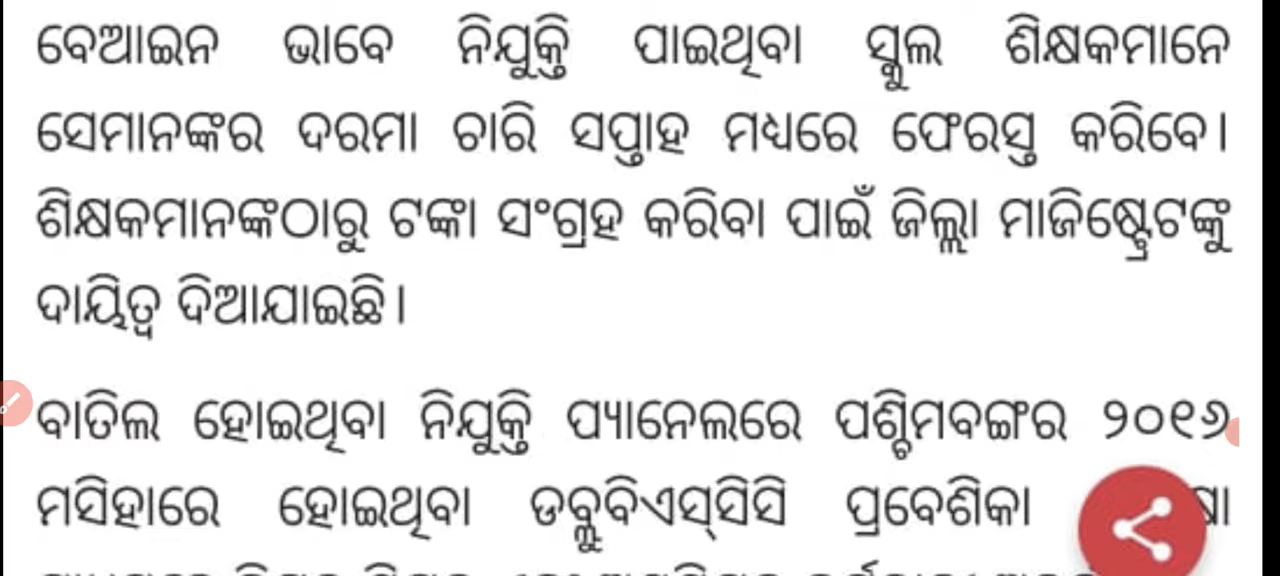 ବେଆଇନ ଭାବେ ନିଯୁକ୍ତି ପାଇଥିବା ସ୍କୁଲ ଶିକ୍ଷକମାନେ
ସେମାନଙ୍କର ଦରମା ଚାରି ସପ୍ତାହ ମଧ୍ୟରେ ଫେରସ୍ତ କରିବେ।
ଶିକ୍ଷକମାନଙ୍କଠାରୁ ଟଙ୍କା ସଂଗ୍ରହ କରିବା ପାଇଁ ଜିଲ୍ଲା ମାଜିଷ୍ଟ୍ରେଟଙ୍କୁ
ଦାୟିତ୍ୱ ଦିଆଯାଇଛି।
ବାତିଲ ହୋଇଥିବା ନିଯୁକ୍ତି ପ୍ୟାନେଲରେ ପଶ୍ଚିମବଙ୍ଗର ୨୦୧୬
ମସିହାରେ ହୋଇଥିବା ଡବ୍ଲୁବିଏସ୍‌ସିସି ପ୍ରବେଶିକା